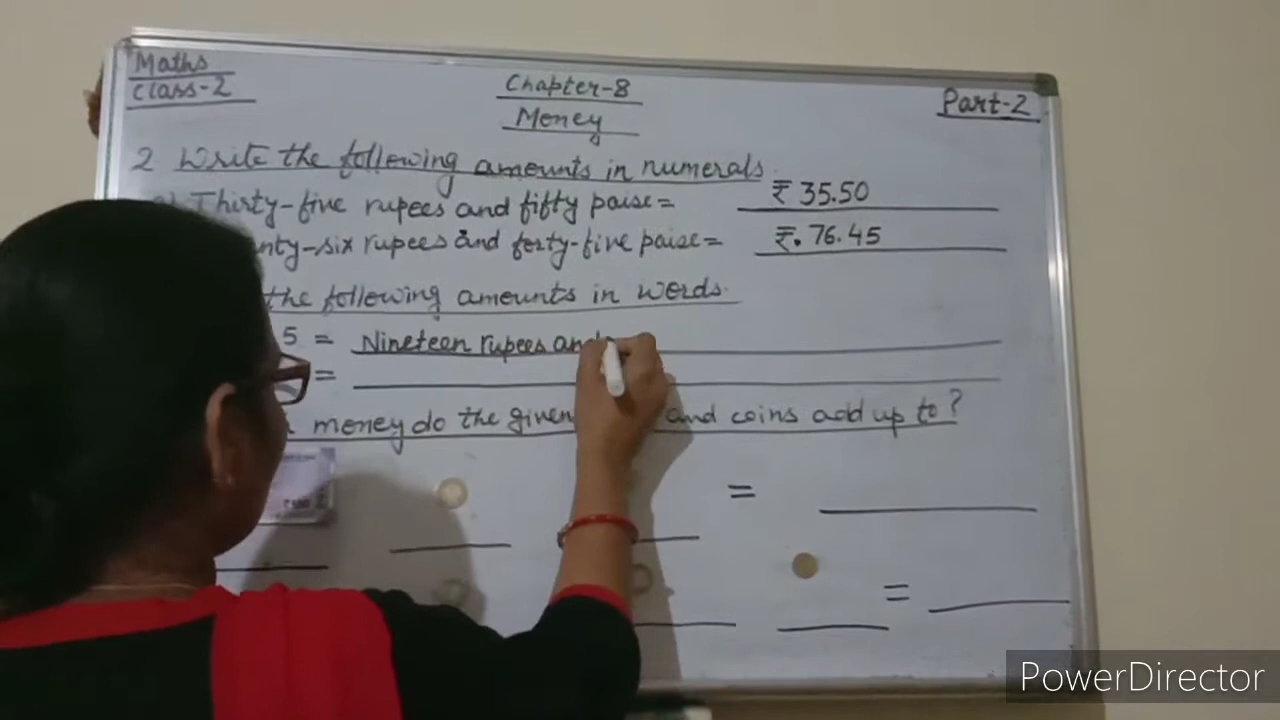 Maths
Class-2
Chapter-8
Money
Part-2
2 Write the following amounts in numerals.
Thirty-five rupees and fifty paise= ₹ 35.50
nty-six rupees and forty-five paise= ₹. 76.45
the following amounts in words.
5 = Nineteen rupees and
=
money do the given and coins add up to?
=
=
PowerDirector